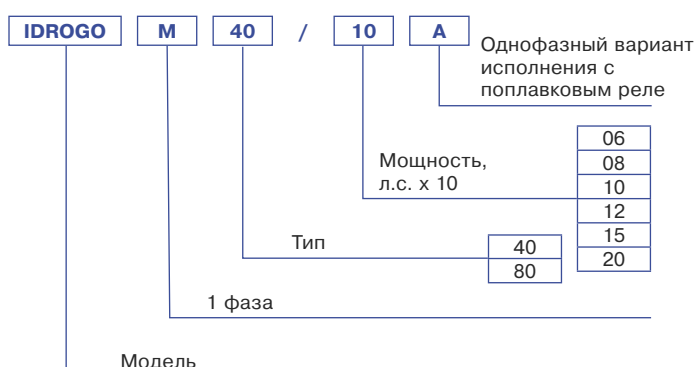 IDROGO M 40 / 10 A
Однофазный вариант
исполнения с
поплавковым реле
Мощность,
л.с. x 10
06
08
10
12
15
20
Тип
40
80
1 фаза
Модель